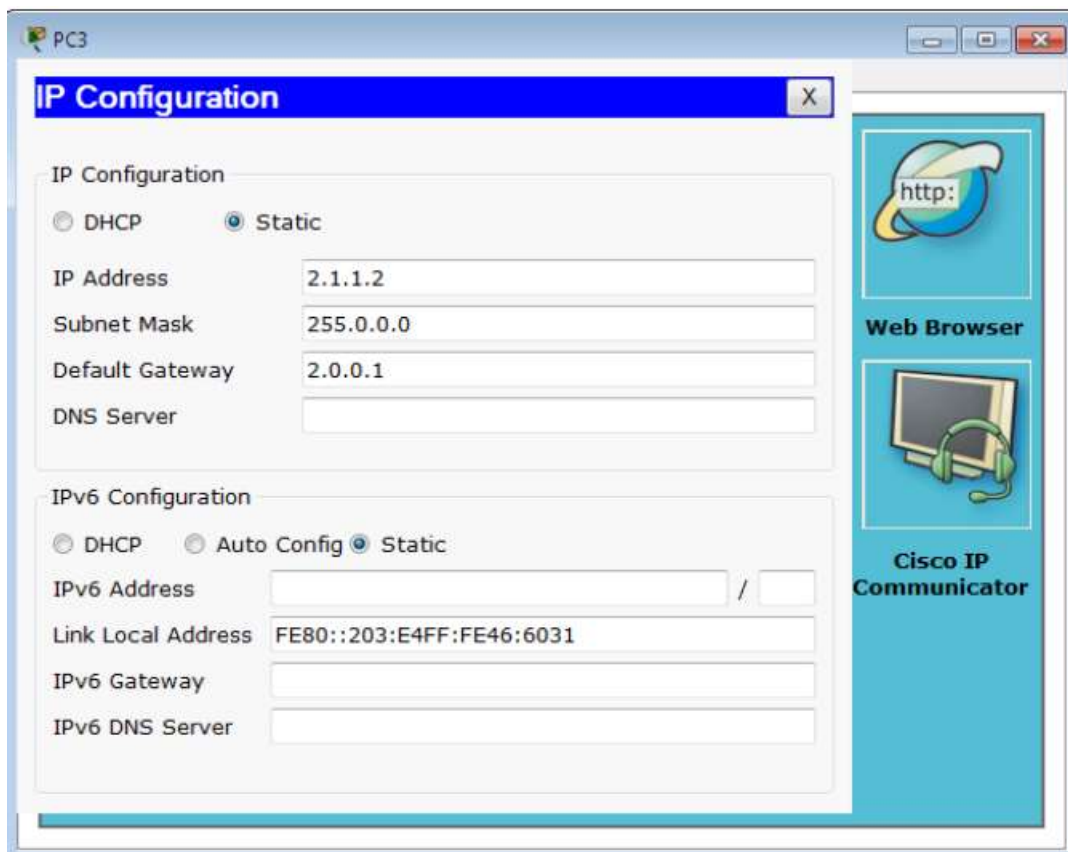 PC3
IP Configuration
X
IP Configuration
DHCP Static
IP Address 2.1.1.2
Subnet Mask 255.0.0.0
Default Gateway 2.0.0.1
DNS Server
IPv6 Configuration
DHCP Auto Config Static
IPv6 Address /
Link Local Address FE80::203:E4FF:FE46:6031
IPv6 Gateway
IPv6 DNS Server
http:
Web Browser
Cisco IP
Communicator